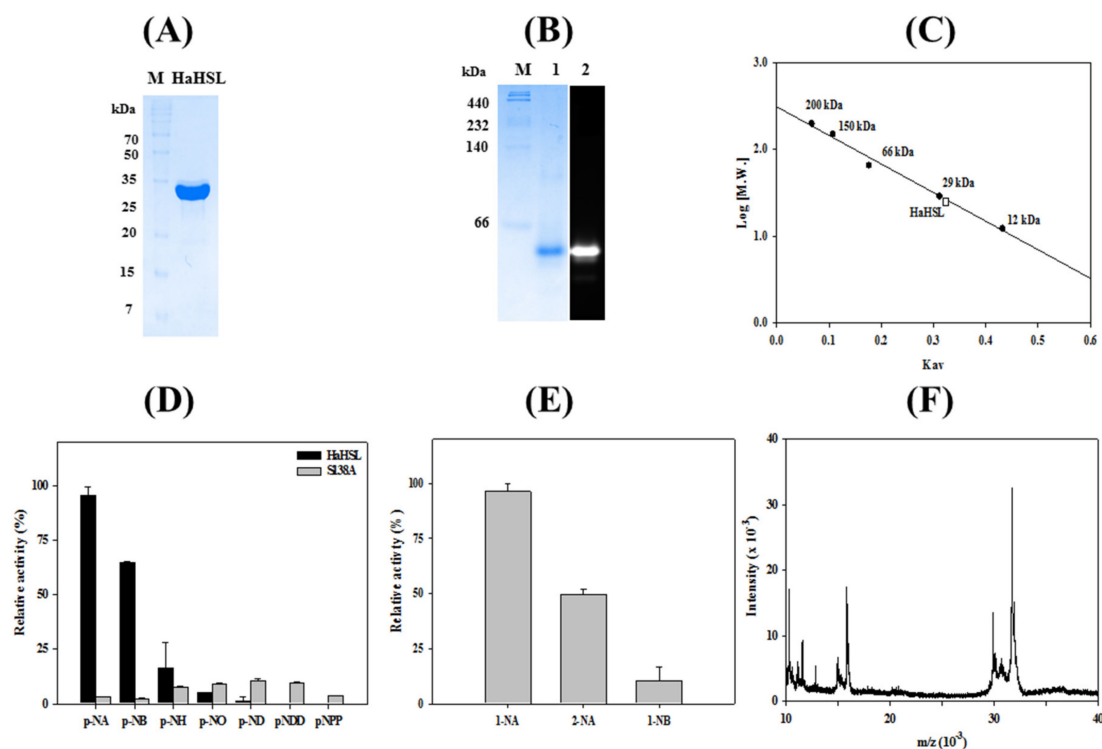 (A)
M HaHSL
kDa
70
50
35
25
20
15
7
(B)
kDa M 1 2
440
232
140
66
(C)
3.0
2.0
1.0
0.0
Log [M.W.]
200 kDa
150 kDa
66 kDa
29 kDa
HaHSL
12 kDa
0.0 0.1 0.2 0.3 0.4 0.5 0.6
Kav
(D)
HaHSL
S138A
100
75
50
25
0
Relative activity (%)
p-NA p-NB p-NH p-NO p-ND pNDD pNPP
(E)
100
75
50
25
0
Relative activty (%)
1-NA 2-NA 1-NB
(F)
40
30
20
10
0
Intensity (x 10-3)
10 20 30 40
m/z (10-3)